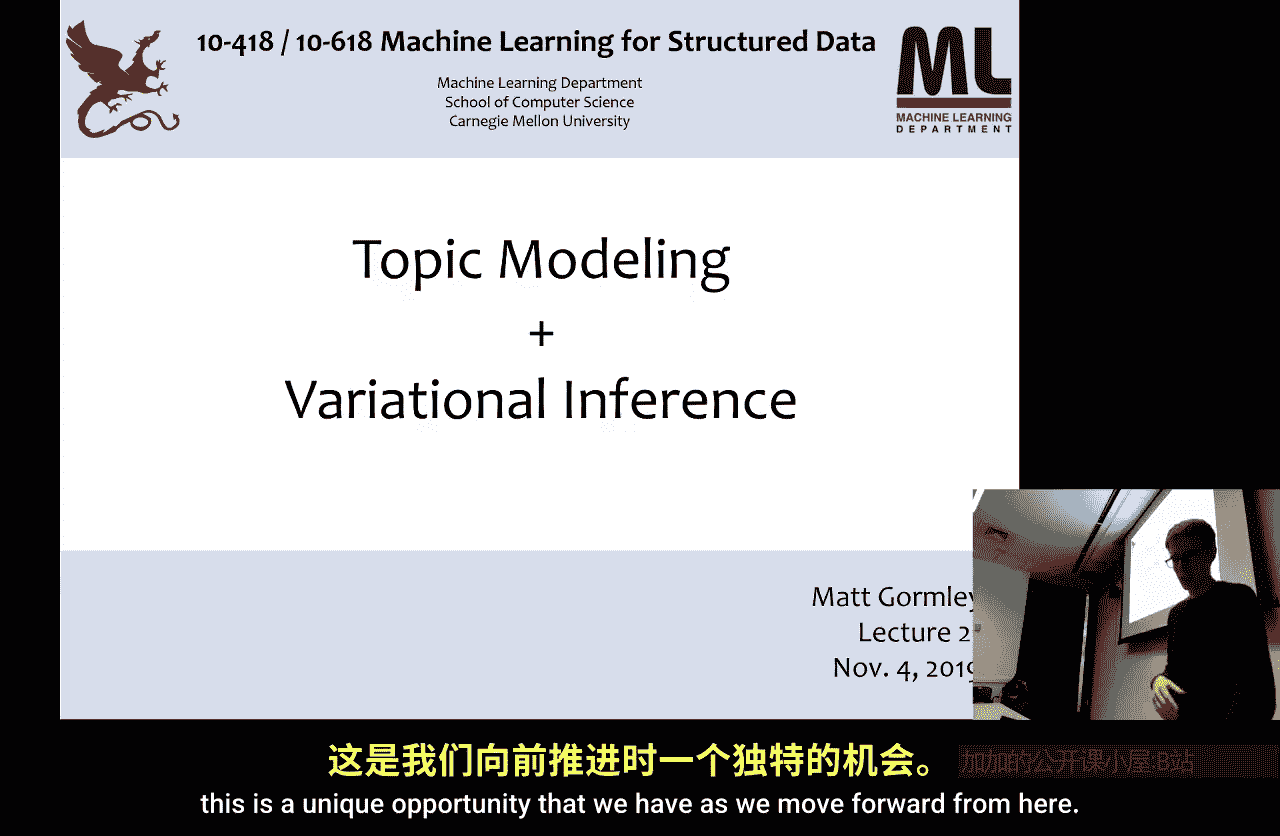 10-418 / 10-618 Machine Learning for Structured Data
Machine Learning Department
School of Computer Science
Carnegie Mellon University
ML
MACHINE LEARNING
DEPARTMENT
Topic Modeling
+
Variational Inference
Matt Gormley
Lecture 2
Nov. 4, 2019
这是我们向前推进时一个独特的机会。
加加的公开课小屋:B站
this is a unique opportunity that we have as we move forward from here.